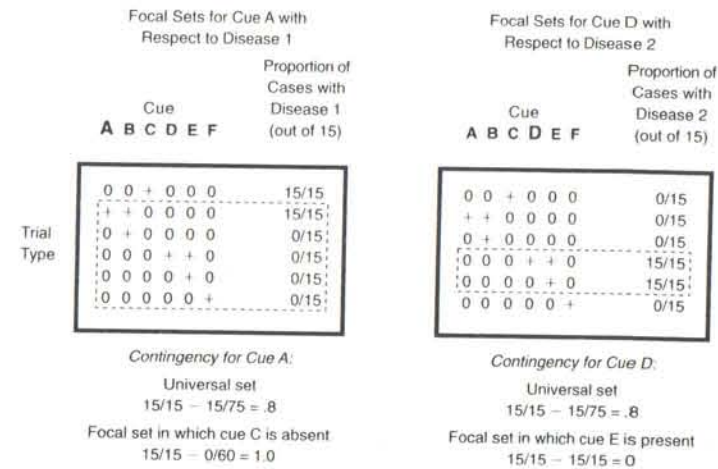 Focal Sets for Cue A with
Respect to Disease 1
Proportion of
Cases with
Cue Disease 1
A B C D E F (out of 15)
0 0 + 0 0 0 15/15
+ + 0 0 0 0 15/15
Trial 0 + 0 0 0 0 0/15
Type 0 0 0 + + 0 0/15
0 0 0 0 + 0 0/15
0 0 0 0 0 + 0/15
Contingency for Cue A:
Universal set
15/15 − 15/75 = .8
Focal set in which cue C is absent
15/15 − 0/60 = 1.0
Focal Sets for Cue D with
Respect to Disease 2
Proportion of
Cases with
Cue Disease 2
A B C D E F (out of 15)
0 0 + 0 0 0 0/15
+ + 0 0 0 0 0/15
0 + 0 0 0 0 0/15
0 0 0 + + 0 15/15
0 0 0 0 + 0 15/15
0 0 0 0 0 + 0/15
Contingency for Cue D:
Universal set
15/15 − 15/75 = .8
Focal set in which cue E is present
15/15 − 15/15 = 0